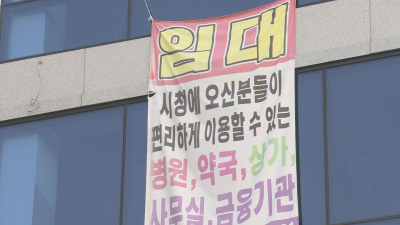 임대
시청에 오신분들이
편리하게 이용할 수 있는
병원, 약국, 상가,
사무실, 금융기관